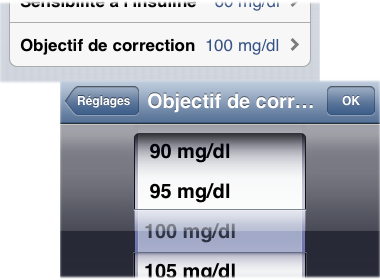 Sensibilité à l'insuline 60 mg/dl
Objectif de correction 100 mg/dl
Réglages Objectif de corr... OK
90 mg/dl
95 mg/dl
100 mg/dl
105 mg/dl